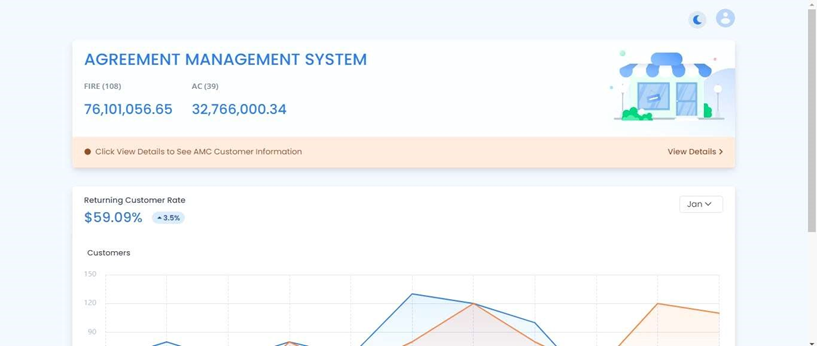 AGREEMENT MANAGEMENT SYSTEM
FIRE (108) AC (39)
76,101,056.65 32,766,000.34
Click View Details to See AMC Customer Information View Details
Returning Customer Rate
Jan
$59.09% 3.5%
Customers
150
120
90